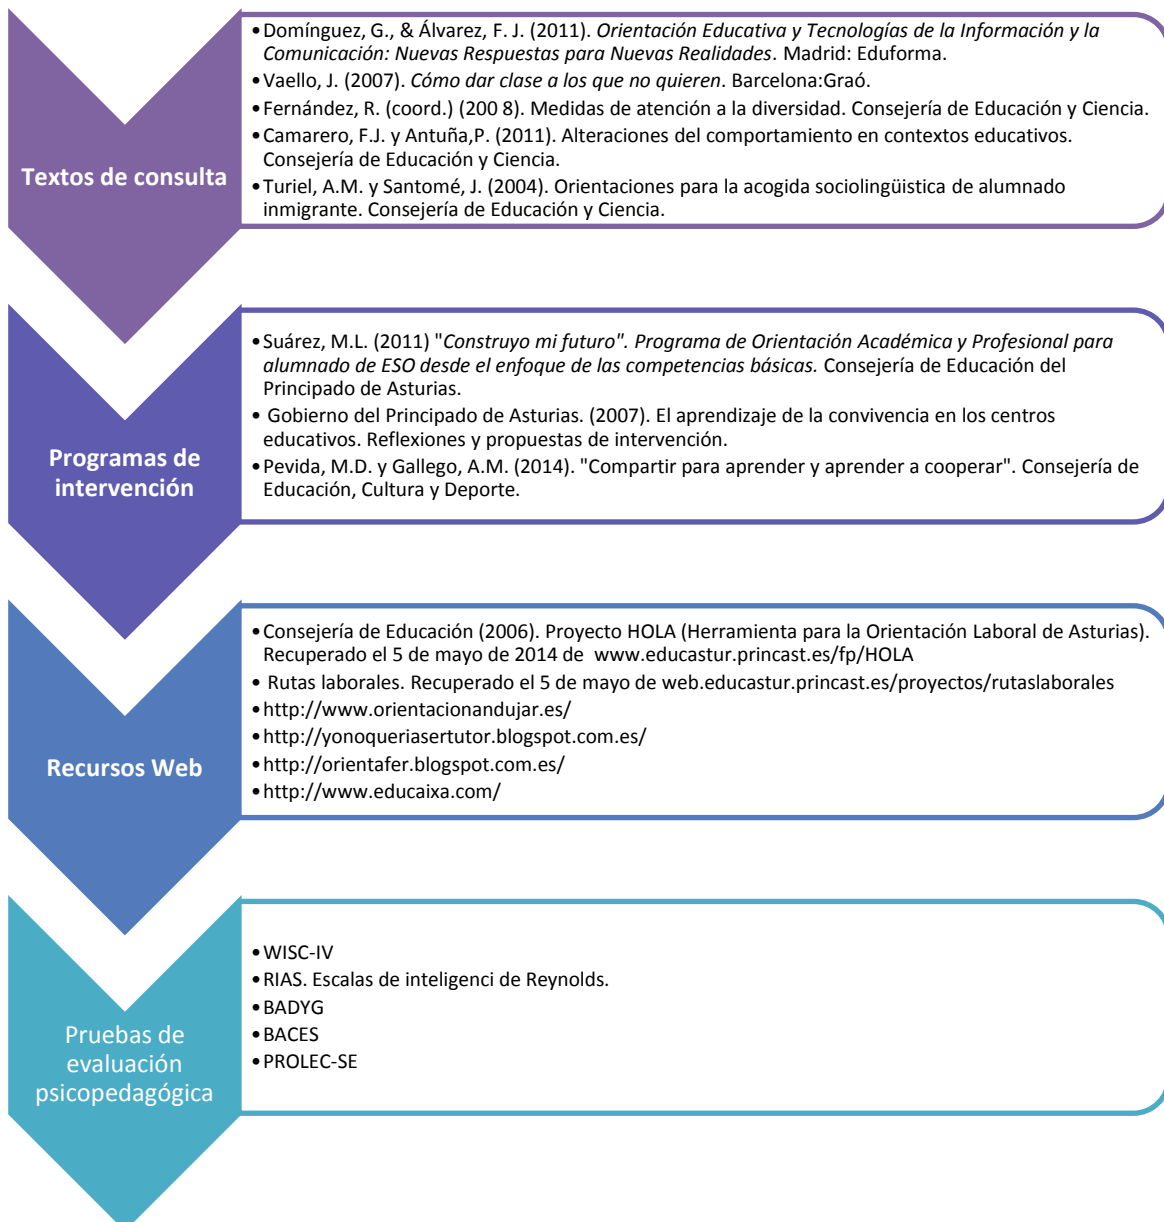 Textos de consulta
•Domínguez, G., & Álvarez, F. J. (2011). Orientación Educativa y Tecnologías de la Información y la
Comunicación: Nuevas Respuestas para Nuevas Realidades. Madrid: Eduforma.
•Vaello, J. (2007). Cómo dar clase a los que no quieren. Barcelona:Graó.
•Fernández, R. (coord.) (200 8). Medidas de atención a la diversidad. Consejería de Educación y Ciencia.
•Camarero, F.J. y Antuña,P. (2011). Alteraciones del comportamiento en contextos educativos.
Consejería de Educación y Ciencia.
•Turiel, A.M. y Santomé, J. (2004). Orientaciones para la acogida sociolingüistica de alumnado
inmigrante. Consejería de Educación y Ciencia.
Programas de
intervención
•Suárez, M.L. (2011) "Construyo mi futuro". Programa de Orientación Académica y Profesional para
alumnado de ESO desde el enfoque de las competencias básicas. Consejería de Educación del
Principado de Asturias.
• Gobierno del Principado de Asturias. (2007). El aprendizaje de la convivencia en los centros
educativos. Reflexiones y propuestas de intervención.
•Pevida, M.D. y Gallego, A.M. (2014). "Compartir para aprender y aprender a cooperar". Consejería de
Educación, Cultura y Deporte.
Recursos Web
•Consejería de Educación (2006). Proyecto HOLA (Herramienta para la Orientación Laboral de Asturias).
Recuperado el 5 de mayo de 2014 de www.educastur.princast.es/fp/HOLA
• Rutas laborales. Recuperado el 5 de mayo de web.educastur.princast.es/proyectos/rutaslaborales
•http://www.orientacionandujar.es/
•http://yonoqueriasertutor.blogspot.com.es/
•http://orientafer.blogspot.com.es/
•http://www.educaixa.com/
Pruebas de
evaluación
psicopedagógica
•WISC-IV
•RIAS. Escalas de inteligenci de Reynolds.
•BADYG
•BACES
•PROLEC-SE